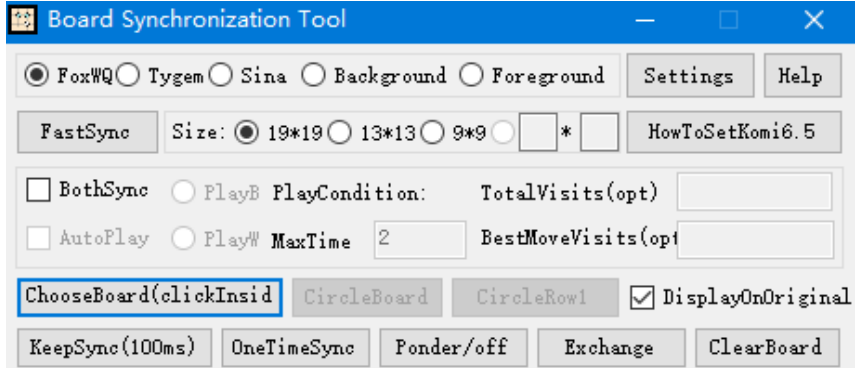 Board Synchronization Tool
FoxWQ Tygem Sina Background Foreground Settings Help
FastSync Size: 19*19 13*13 9*9 * HowToSetKomi6.5
BothSync PlayB PlayCondition: TotalVisits(opt)
AutoPlay PlayW MaxTime 2 BestMoveVisits(opt
ChooseBoard(clickInsid CircleBoard CircleRow1 DisplayOnOriginal
KeepSync(100ms) OneTimeSync Ponder/off Exchange ClearBoard